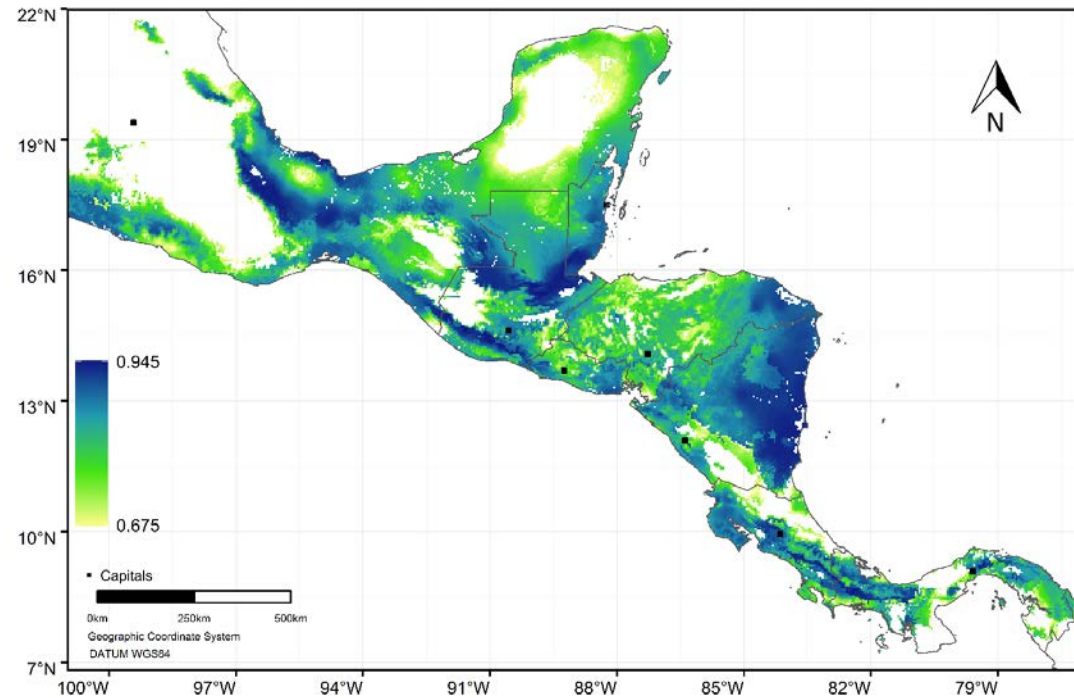 22°N
19°N
16°N
13°N
10°N
7°N
N
0.945
0.675
Capitals
0km 250km 500km
Geographic Coordinate System
DATUM WGS84
100°W 97°W 94°W 91°W 88°W 85°W 82°W 79°W